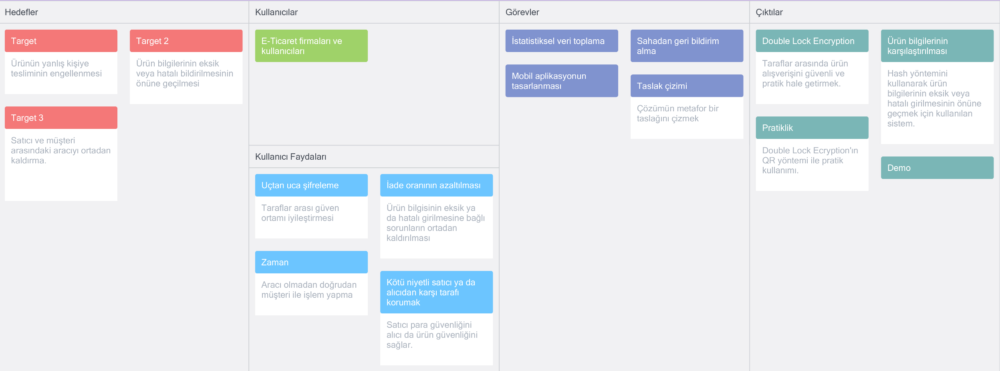 Hedefler
Target
Ürünün yanlış kişiye
tesliminin engellenmesi
Target 2
Ürün bilgilerinin eksik
veya hatalı bildirilmesinin
önüne geçilmesi
Target 3
Satıcı ve müşteri
arasındaki aracıyı ortadan
kaldırma.
Kullanıcılar
E-Ticaret firmaları ve
kullanıcıları
Kullanıcı Faydaları
Uçtan uca şifreleme
Taraflar arası güven
ortamı iyileştirmesi
İade oranının azaltılması
Ürün bilgisinin eksik ya
da hatalı girilmesine bağlı
sorunların ortadan
kaldırılması
Zaman
Aracı olmadan doğrudan
müşteri ile işlem yapma
Kötü niyetli satıcı ya da
alıcıdan karşı tarafı
korumak
Satıcı para güvenliğini
alıcı da ürün güvenliğini
sağlar.
Görevler
İstatistiksel veri toplama
Sahadan geri bildirim
alma
Mobil aplikasyonun
tasarlanması
Taslak çizimi
Çözümün metafor bir
taslağını çizmek
Çıktılar
Double Lock Encryption
Taraflar arasında ürün
alışverişini güvenli ve
pratik hale getirmek.
Ürün bilgilerinin
karşılaştırılması
Hash yöntemini
kullanarak ürün
bilgilerinin eksik veya
hatalı girilmesinin önüne
geçmek için kullanılan
sistem.
Pratiklik
Double Lock Ecryption'ın
QR yöntemi ile pratik
kullanımı.
Demo